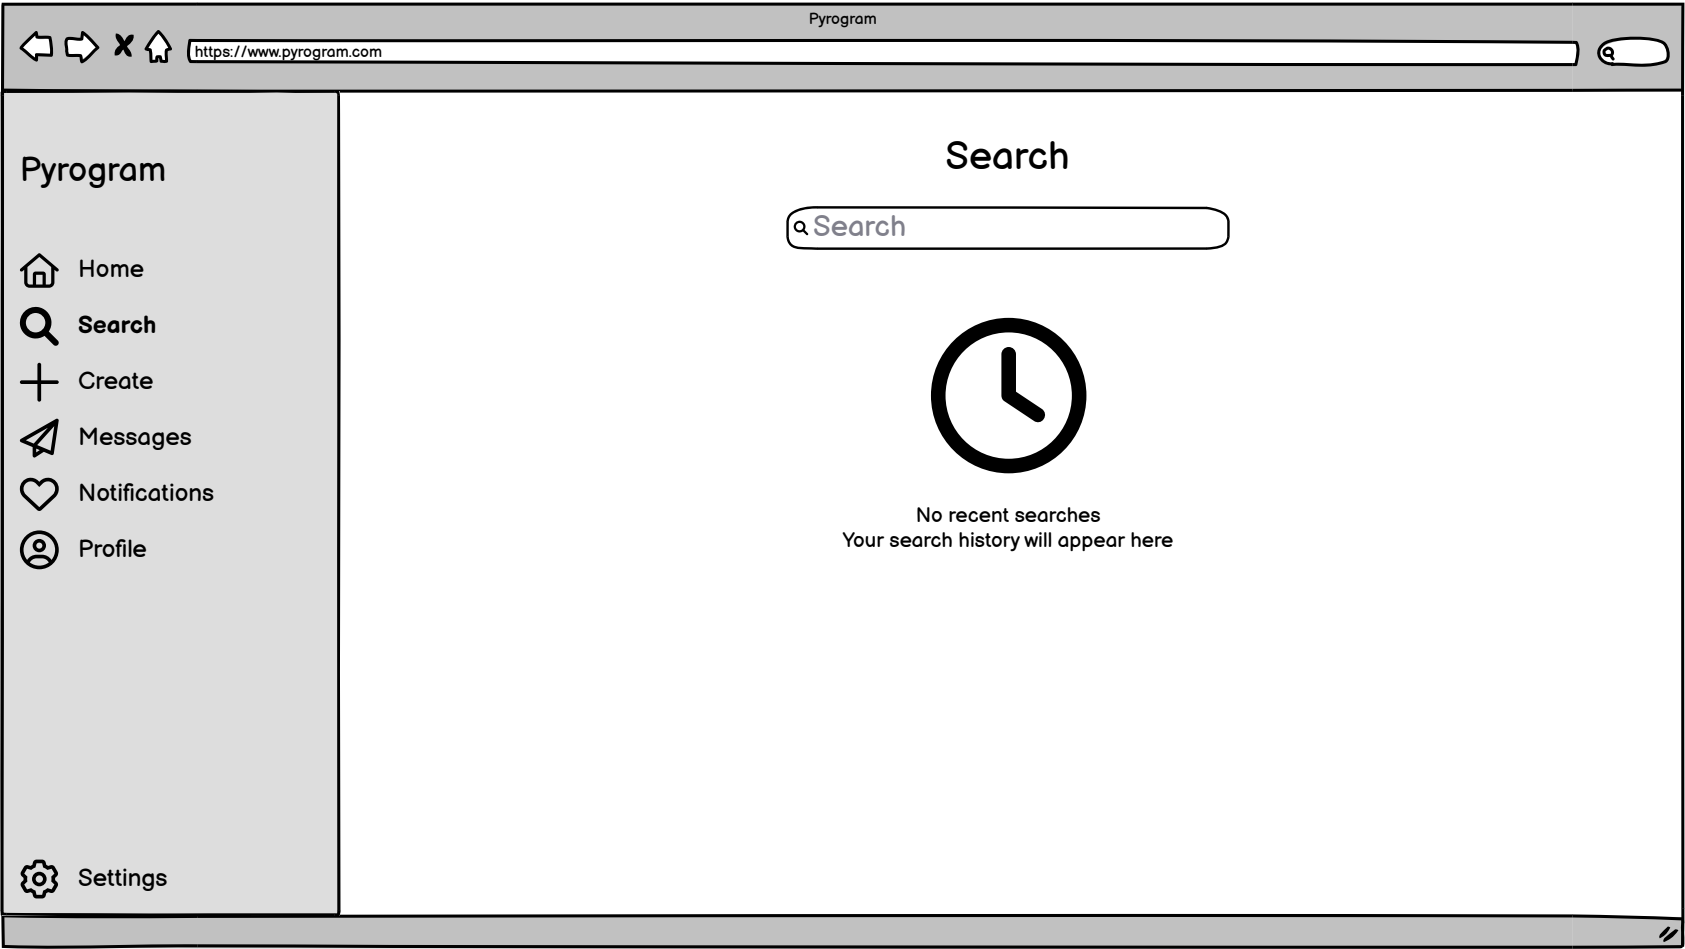 Pyrogram
https://www.pyrogram.com
Pyrogram
Home
Search
Create
Messages
Notifications
Profile
Settings
Search
Search
No recent searches
Your search history will appear here